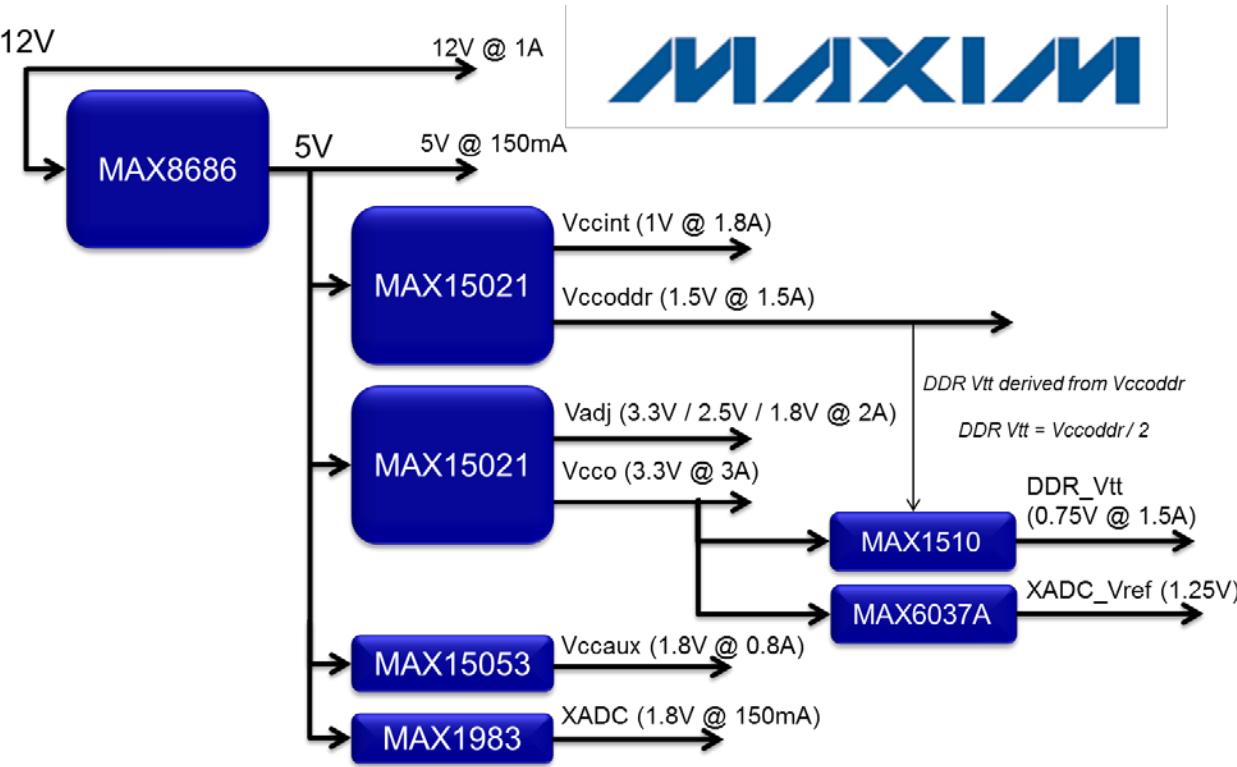 12V
12V @ 1A
MAXIM
MAX8686
5V
5V @ 150mA
MAX15021
Vccint (1V @ 1.8A)
Vccoddr (1.5V @ 1.5A)
DDR Vtt derived from Vccoddr
DDR Vtt = Vccoddr / 2
MAX15021
Vadj (3.3V / 2.5V / 1.8V @ 2A)
Vcco (3.3V @ 3A)
MAX1510
DDR_Vtt
(0.75V @ 1.5A)
MAX6037A
XADC_Vref (1.25V)
MAX15053
Vccaux (1.8V @ 0.8A)
MAX1983
XADC (1.8V @ 150mA)